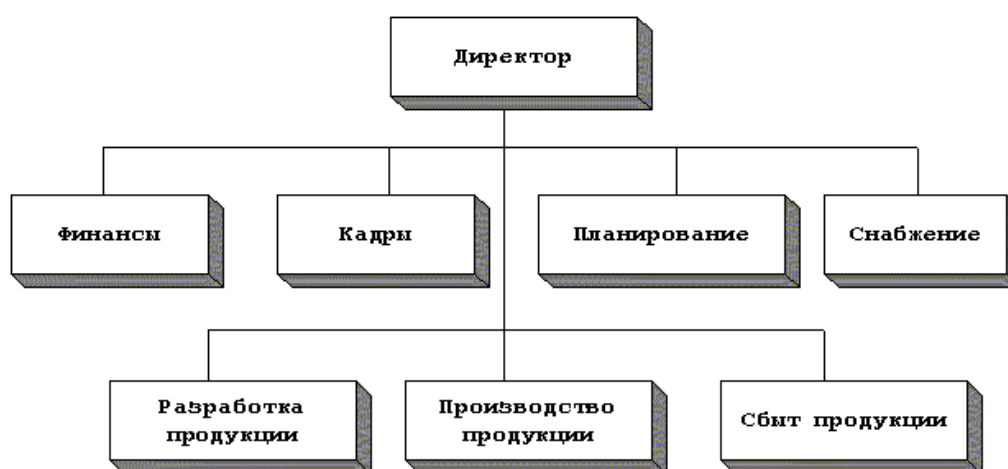 Директор
Финансы
Кадры
Планирование
Снабжение
Разработка
продукции
Производство
продукции
Сбыт продукции